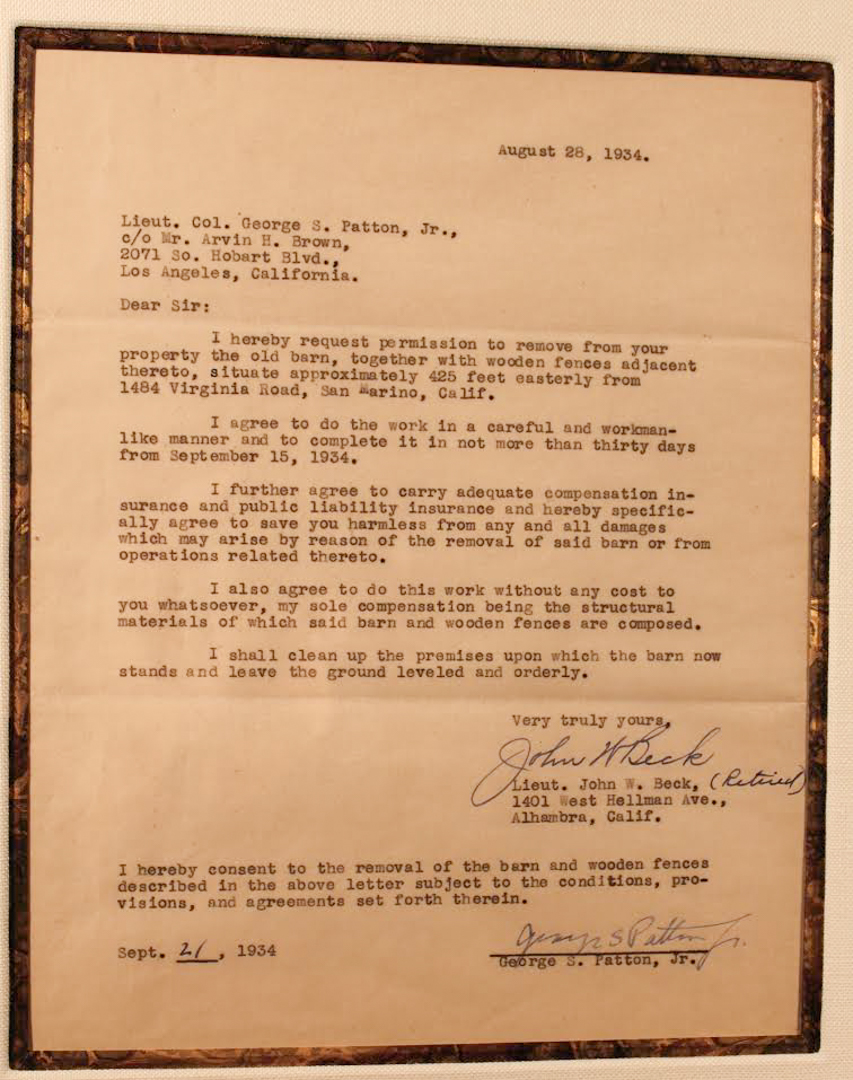 August 28, 1934.
Lieut. Col. George S. Patton, Jr.,
c/o Mr. Arvin H. Brown,
2071 So. Hobart Blvd.,
Los Angeles, California.
Dear Sir:
I hereby request permission to remove from your
property the old barn, together with wooden fences adjacent
thereto, situate approximately 425 feet easterly from
1484 Virginia Road, San Marino, Calif.
I agree to do the work in a careful and workman-
like manner and to complete it in not more than thirty days
from September 15, 1934.
I further agree to carry adequate compensation in-
surance and public liability insurance and hereby specific-
ally agree to save you harmless from any and all damages
which may arise by reason of the removal of said barn or from
operations related thereto.
I also agree to do this work without any cost to
you whatsoever, my sole compensation being the structural
materials of which said barn and wooden fences are composed.
I shall clean up the premises upon which the barn now
stands and leave the ground leveled and orderly.
Very truly yours,
John W Beck
Lieut. John W. Beck, (Retired)
1401 West Hellman Ave.,
Alhambra, Calif.
I hereby consent to the removal of the barn and wooden fences
described in the above letter subject to the conditions, pro-
visions, and agreements set forth therein.
George S Patton Jr.
Sept. 21, 1934
George S. Patton, Jr.